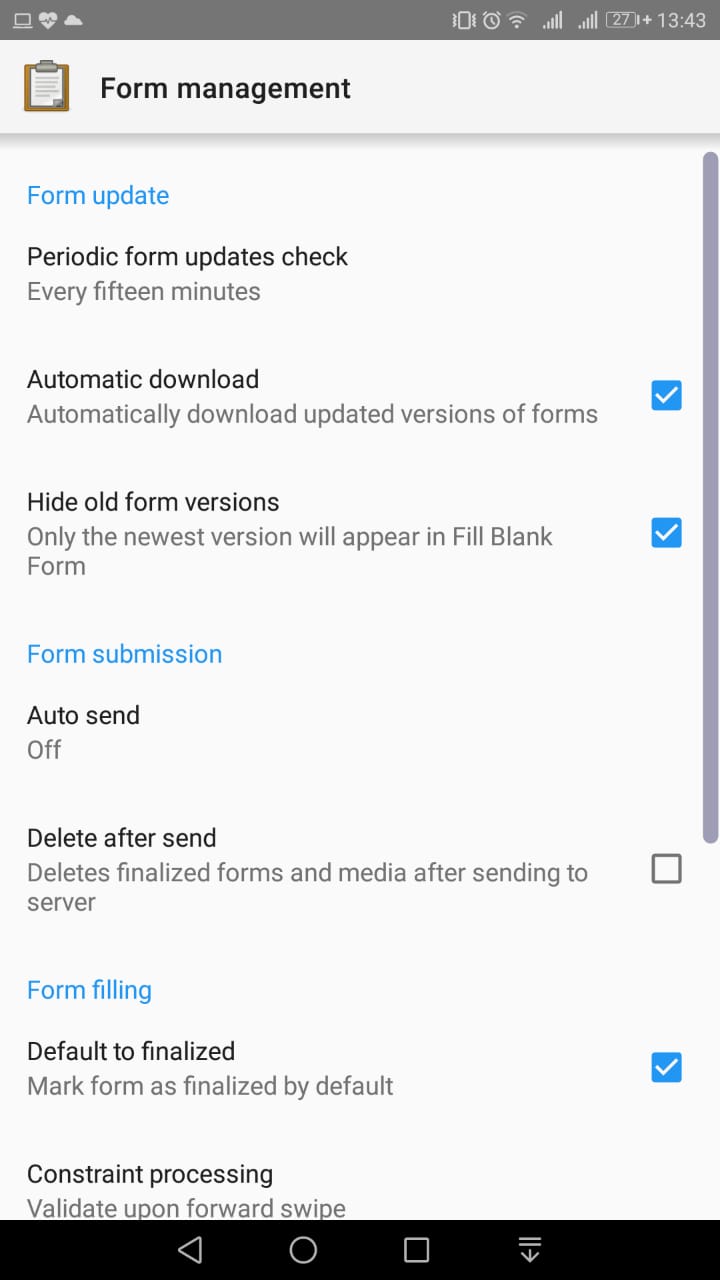 27 13:43
Form management
Form update
Periodic form updates check
Every fifteen minutes
Automatic download
Automatically download updated versions of forms
Hide old form versions
Only the newest version will appear in Fill Blank
Form
Form submission
Auto send
Off
Delete after send
Deletes finalized forms and media after sending to
server
Form filling
Default to finalized
Mark form as finalized by default
Constraint processing
Validate upon forward swipe